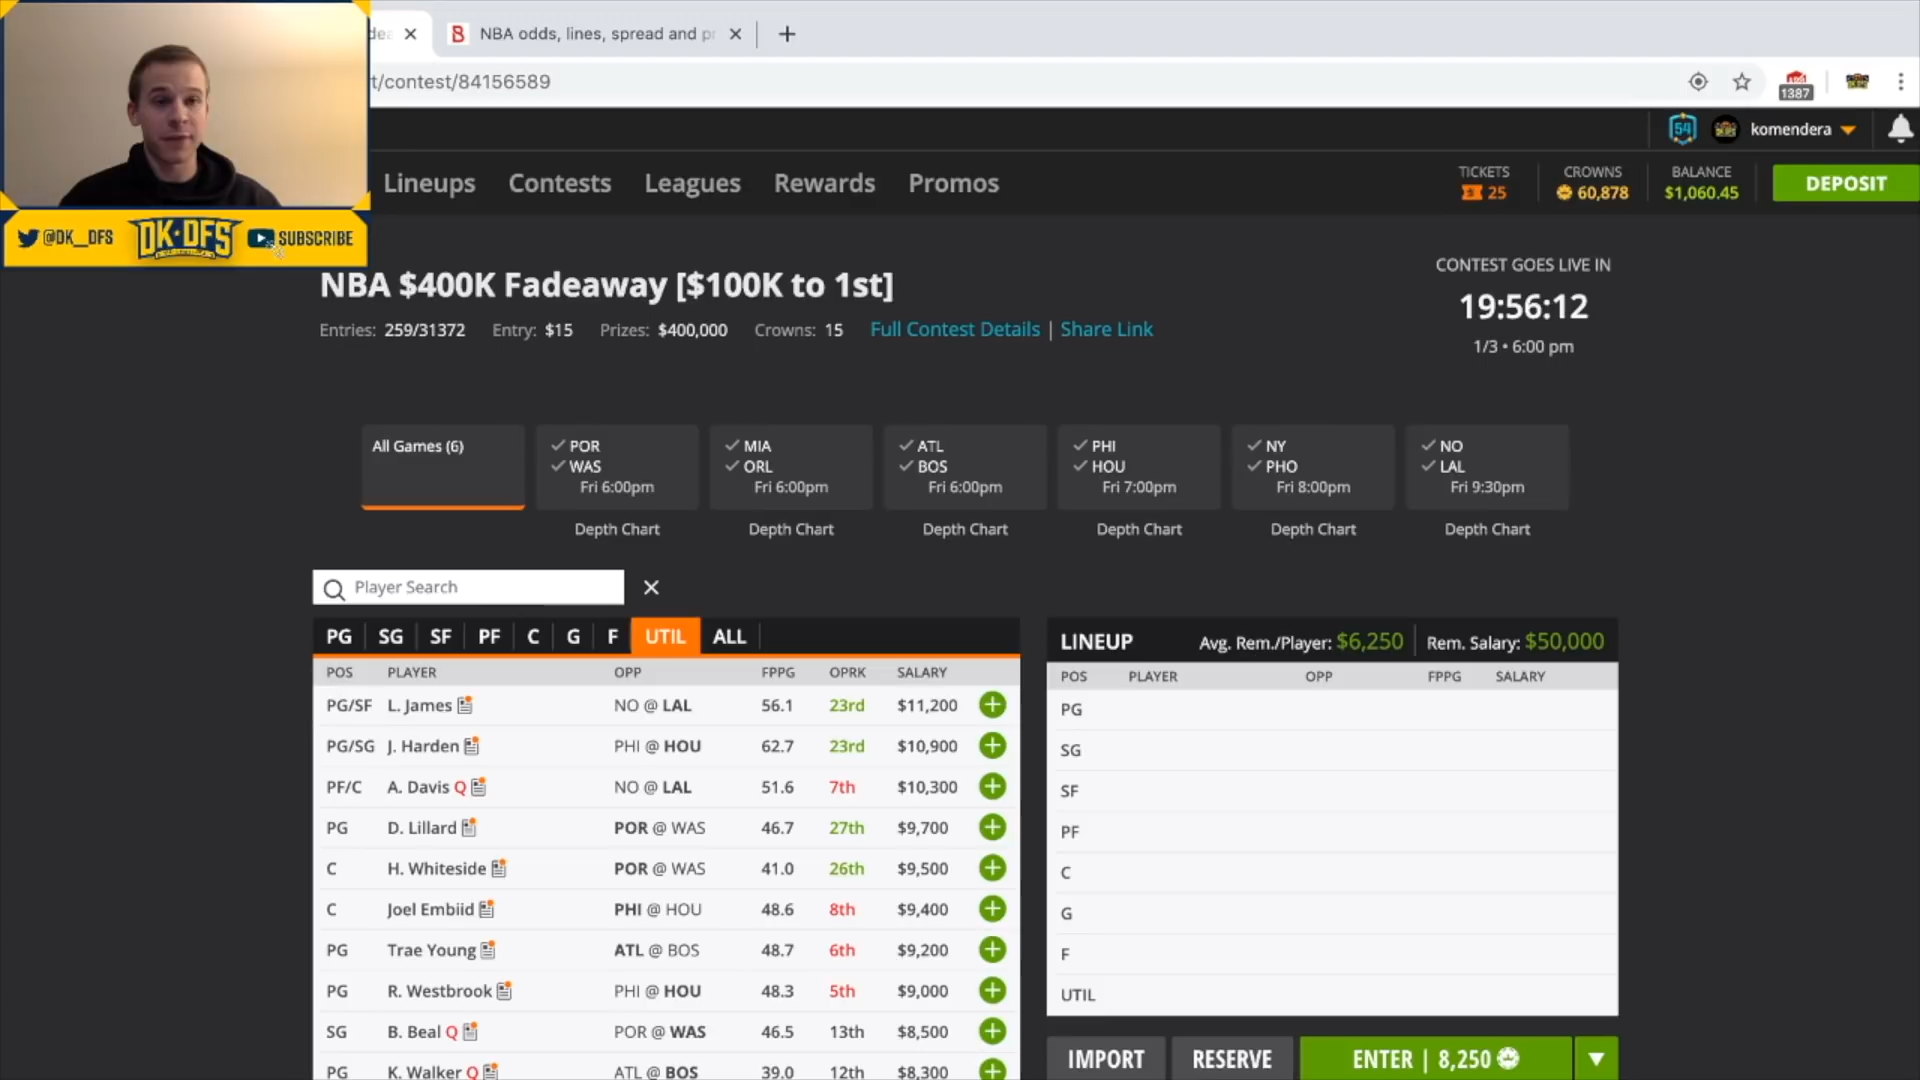 NBA odds, lines, spread and pr
t/contest/84156589
1387
54
komendera
Lineups Contests Leagues Rewards Promos
TICKETS
25
CROWNS
60,878
BALANCE
$1,060.45
DEPOSIT
@DK__DFS DK·DFS SUBSCRIBE
NBA $400K Fadeaway [$100K to 1st]
Entries: 259/31372 Entry: $15 Prizes: $400,000 Crowns: 15 Full Contest Details | Share Link
CONTEST GOES LIVE IN
19:56:12
1/3 • 6:00 pm
All Games (6)
POR
WAS
Fri 6:00pm
Depth Chart
MIA
ORL
Fri 6:00pm
Depth Chart
ATL
BOS
Fri 6:00pm
Depth Chart
PHI
HOU
Fri 7:00pm
Depth Chart
NY
PHO
Fri 8:00pm
Depth Chart
NO
LAL
Fri 9:30pm
Depth Chart
Player Search
PG SG SF PF C G F UTIL ALL
POS PLAYER OPP FPPG OPRK SALARY
PG/SF L. James NO @ LAL 56.1 23rd $11,200
PG/SG J. Harden PHI @ HOU 62.7 23rd $10,900
PF/C A. Davis Q NO @ LAL 51.6 7th $10,300
PG D. Lillard POR @ WAS 46.7 27th $9,700
C H. Whiteside POR @ WAS 41.0 26th $9,500
C Joel Embiid PHI @ HOU 48.6 8th $9,400
PG Trae Young ATL @ BOS 48.7 6th $9,200
PG R. Westbrook PHI @ HOU 48.3 5th $9,000
SG B. Beal Q POR @ WAS 46.5 13th $8,500
PG K. Walker Q ATL @ BOS 39.0 12th $8,300
LINEUP Avg. Rem./Player: $6,250 Rem. Salary: $50,000
POS PLAYER OPP FPPG SALARY
PG
SG
SF
PF
C
G
F
UTIL
IMPORT RESERVE ENTER | 8,250